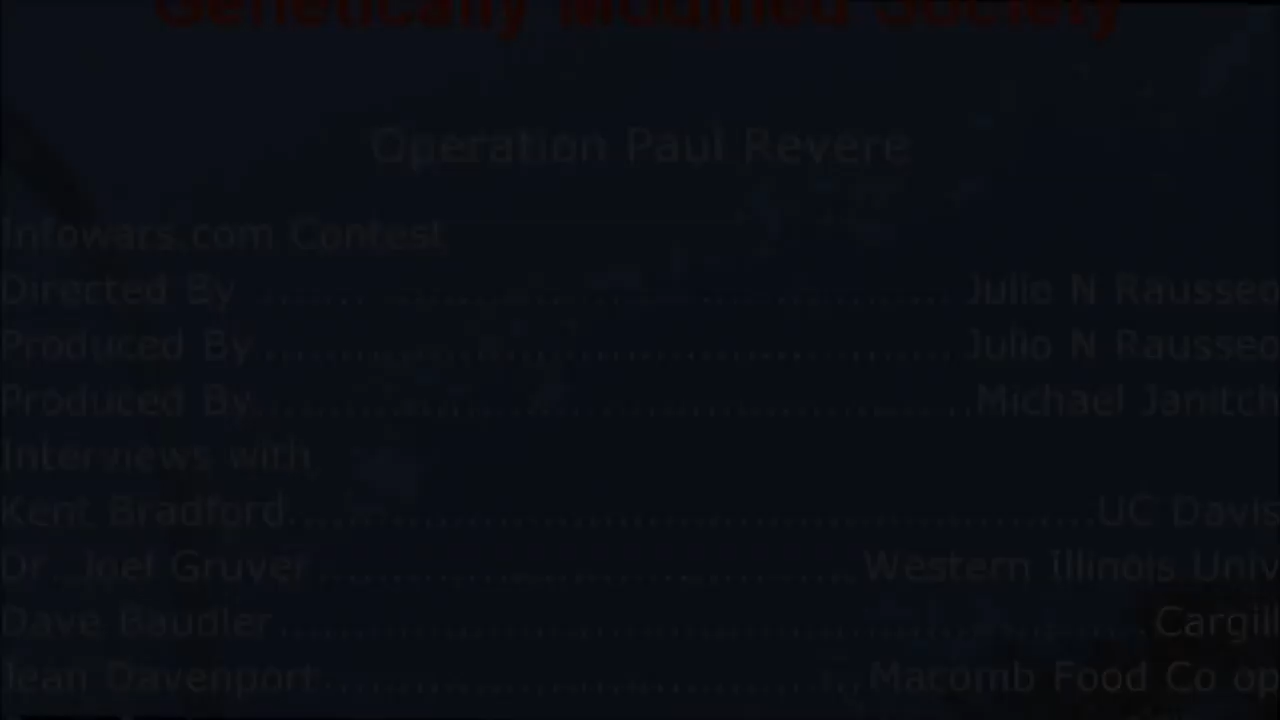 Genetically Modified Society
Operation Paul Revere
Infowars.com Contest
Directed By ........................ Julio N Rausseo
Produced By........................ Julio N Rausseo
Produced By........................ Michael Janitch
Interviews with
Kent Bradford........................UC Davis
Dr. Joel Gruver ........................ Western Illinois Univ
Dave Baudler........................ Cargill
Jean Davenport........................Macomb Food Co op